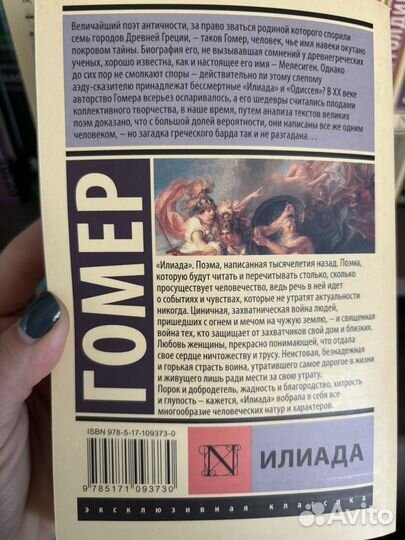 Величайший поэт античности, за право зваться родиной которого спорили
семь городов Древней Греции, – таков Гомер, человек, чье имя навеки окутано
покровом тайны. Биография его, не вызывавшая сомнений у древнегреческих
ученых, хорошо известна, как и настоящее его имя – Мелесиген. Однако
до сих пор не смолкают споры – действительно ли этому слепому
аэду-сказителю принадлежат бессмертные «Илиада» и «Одиссея»? В XX веке
авторство Гомера всерьез оспаривалось, а его шедевры считались плодами
коллективного творчества, в наше время, путем анализа текстов великих
поэм доказано, что с большой долей вероятности, они написаны все же одним
человеком, – но загадка греческого барда так и не разгадана…
ГОМЕР
«Илиада». Поэма, написанная тысячелетия назад. Поэма,
которую будут читать и перечитывать столько, сколько
просуществует человечество, ведь речь в ней идет
о событиях и чувствах, которые не утратят актуальности
никогда. Циничная, захватническая война людей,
пришедших с огнем и мечом на чужую землю, – и священная
война тех, кто защищает от захватчиков свой дом и близких.
Любовь женщины, прекрасно понимающей, что отдала
свое сердце ничтожеству и трусу. Неистовая, безнадежная
и горькая страсть воина, утратившего самое дорогое в жизни
и живущего лишь ради мести за свою утрату.
Порок и добродетель, жадность и благородство, хитрость
и глупость – кажется, «Илиада» вобрала в себя все
многообразие человеческих натур и характеров.
ISBN 978-5-17-109373-0
9 785171 093730
N
ИЛИАДА
эксклюзивная классика
Avito